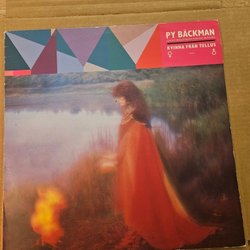 PY BÄCKMAN
KVINNA FRÅN TELLUS